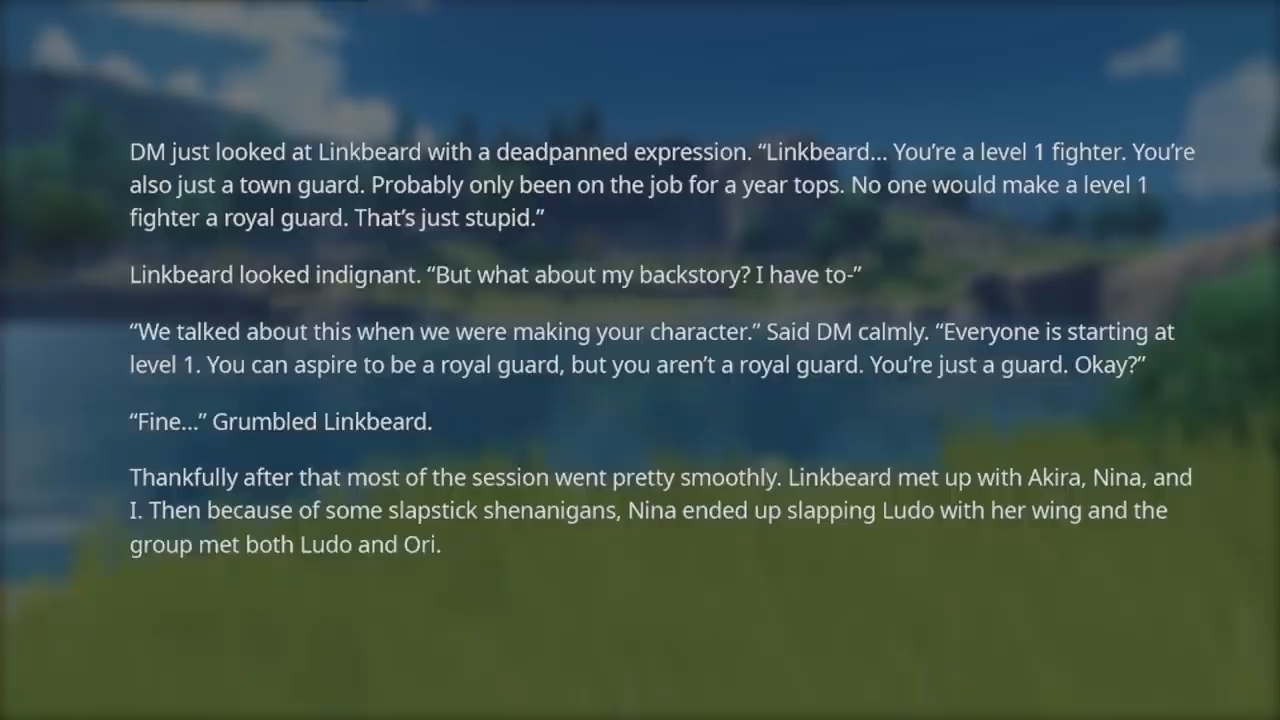 DM just looked at Linkbeard with a deadpanned expression. “Linkbeard... You’re a level 1 fighter. You’re
also just a town guard. Probably only been on the job for a year tops. No one would make a level 1
fighter a royal guard. That’s just stupid.”
Linkbeard looked indignant. “But what about my backstory? I have to-”
“We talked about this when we were making your character.” Said DM calmly. “Everyone is starting at
level 1. You can aspire to be a royal guard, but you aren’t a royal guard. You’re just a guard. Okay?”
“Fine...” Grumbled Linkbeard.
Thankfully after that most of the session went pretty smoothly. Linkbeard met up with Akira, Nina, and
I. Then because of some slapstick shenanigans, Nina ended up slapping Ludo with her wing and the
group met both Ludo and Ori.